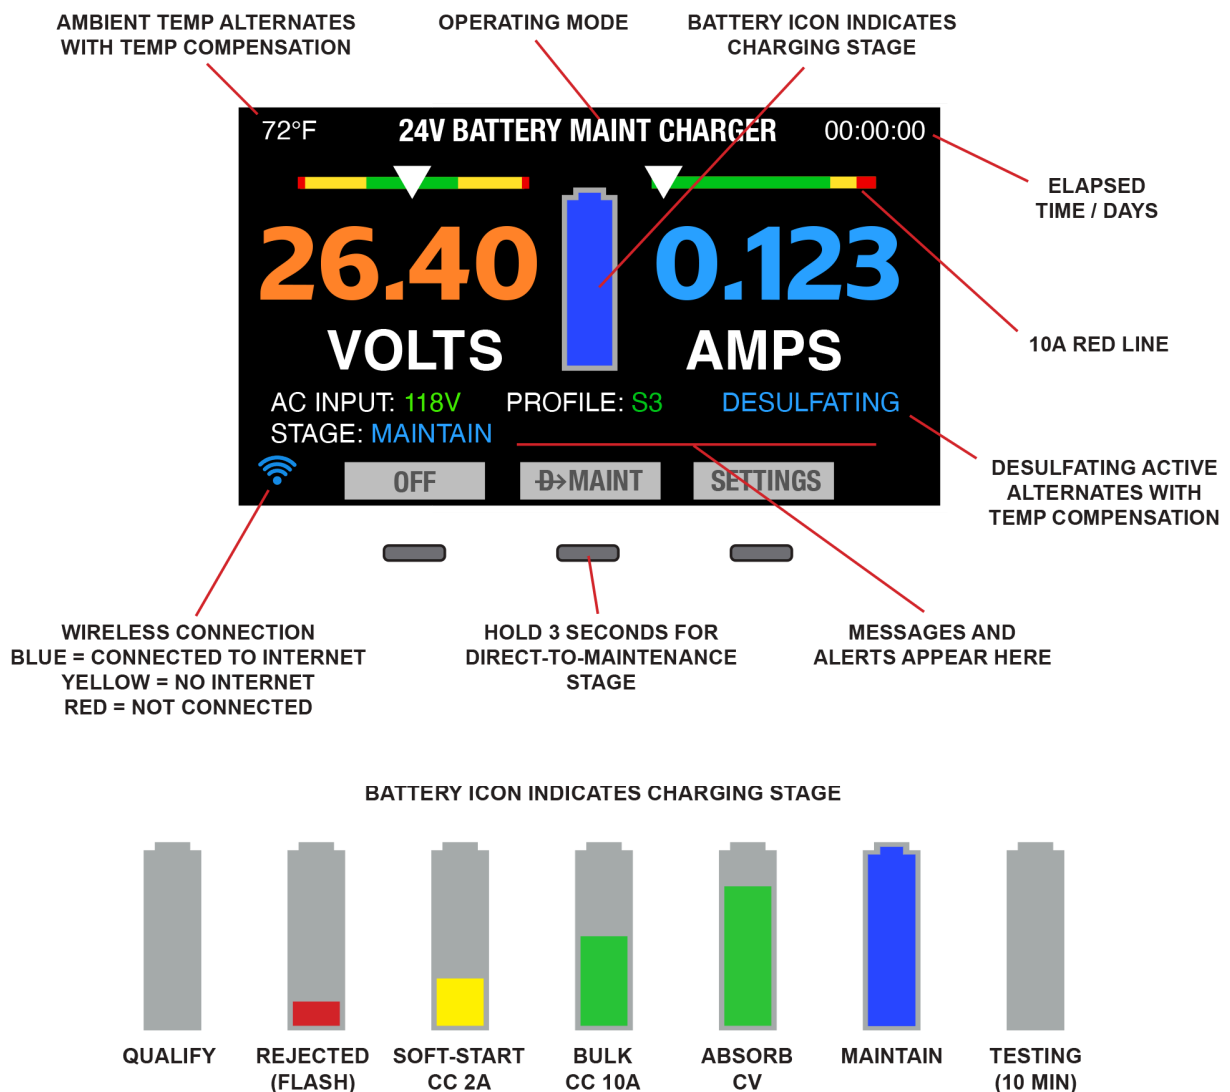 AMBIENT TEMP ALTERNATES
WITH TEMP COMPENSATION
OPERATING MODE
BATTERY ICON INDICATES
CHARGING STAGE
72°F
24V BATTERY MAINT CHARGER
00:00:00
ELAPSED
TIME / DAYS
26.40
0.123
VOLTS
AMPS
10A RED LINE
AC INPUT: 118V
PROFILE: S3
DESULFATING
STAGE: MAINTAIN
OFF
D→MAINT
SETTINGS
DESULFATING ACTIVE
ALTERNATES WITH
TEMP COMPENSATION
WIRELESS CONNECTION
BLUE = CONNECTED TO INTERNET
YELLOW = NO INTERNET
RED = NOT CONNECTED
HOLD 3 SECONDS FOR
DIRECT-TO-MAINTENANCE
STAGE
MESSAGES AND
ALERTS APPEAR HERE
BATTERY ICON INDICATES CHARGING STAGE
QUALIFY
REJECTED
(FLASH)
SOFT-START
CC 2A
BULK
CC 10A
ABSORB
CV
MAINTAIN
TESTING
(10 MIN)